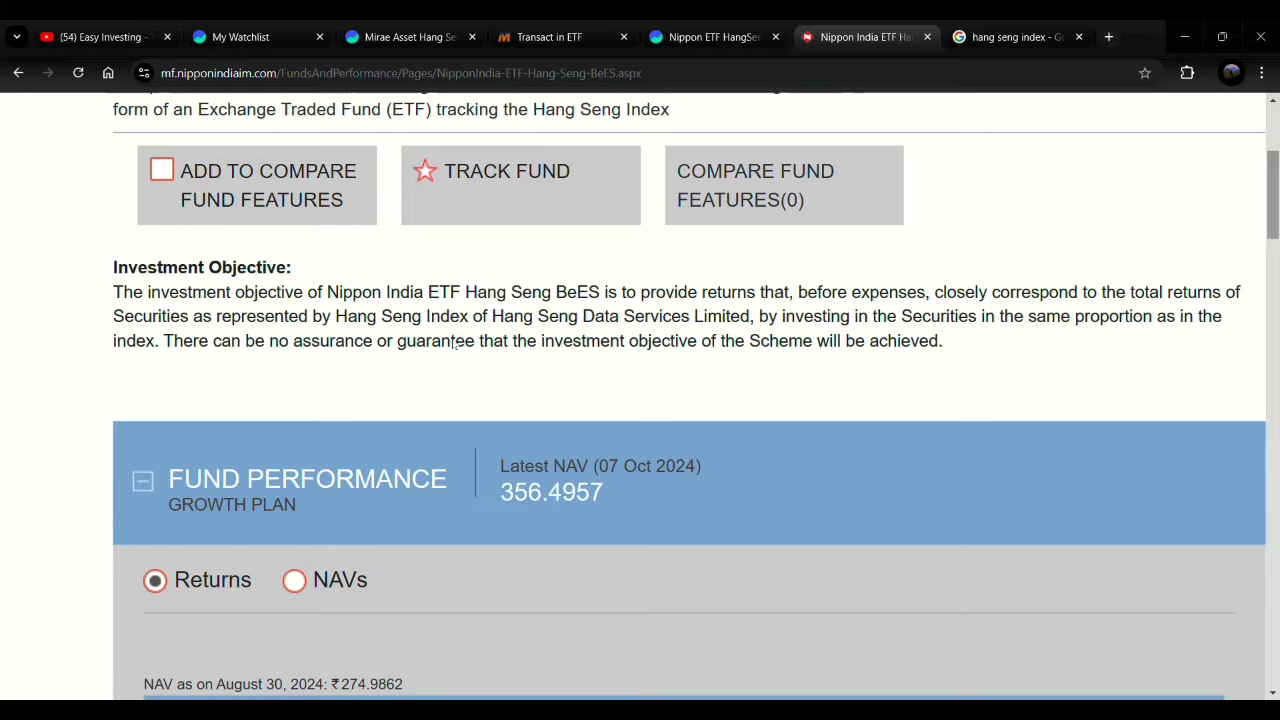 (54) Easy Investing -
My Watchlist
Mirae Asset Hang Se
Transact in ETF
Nippon ETF HangSe
Nippon India ETF Ha
hang seng index - G
mf.nipponindiaim.com/FundsAndPerformance/Pages/NipponIndia-ETF-Hang-Seng-BeES.aspx
form of an Exchange Traded Fund (ETF) tracking the Hang Seng Index
ADD TO COMPARE
FUND FEATURES
TRACK FUND
COMPARE FUND
FEATURES(0)
Investment Objective:
The investment objective of Nippon India ETF Hang Seng BeES is to provide returns that, before expenses, closely correspond to the total returns of
Securities as represented by Hang Seng Index of Hang Seng Data Services Limited, by investing in the Securities in the same proportion as in the
index. There can be no assurance or guarantee that the investment objective of the Scheme will be achieved.
FUND PERFORMANCE
GROWTH PLAN
Latest NAV (07 Oct 2024)
356.4957
Returns
NAVs
NAV as on August 30, 2024: ₹274.9862